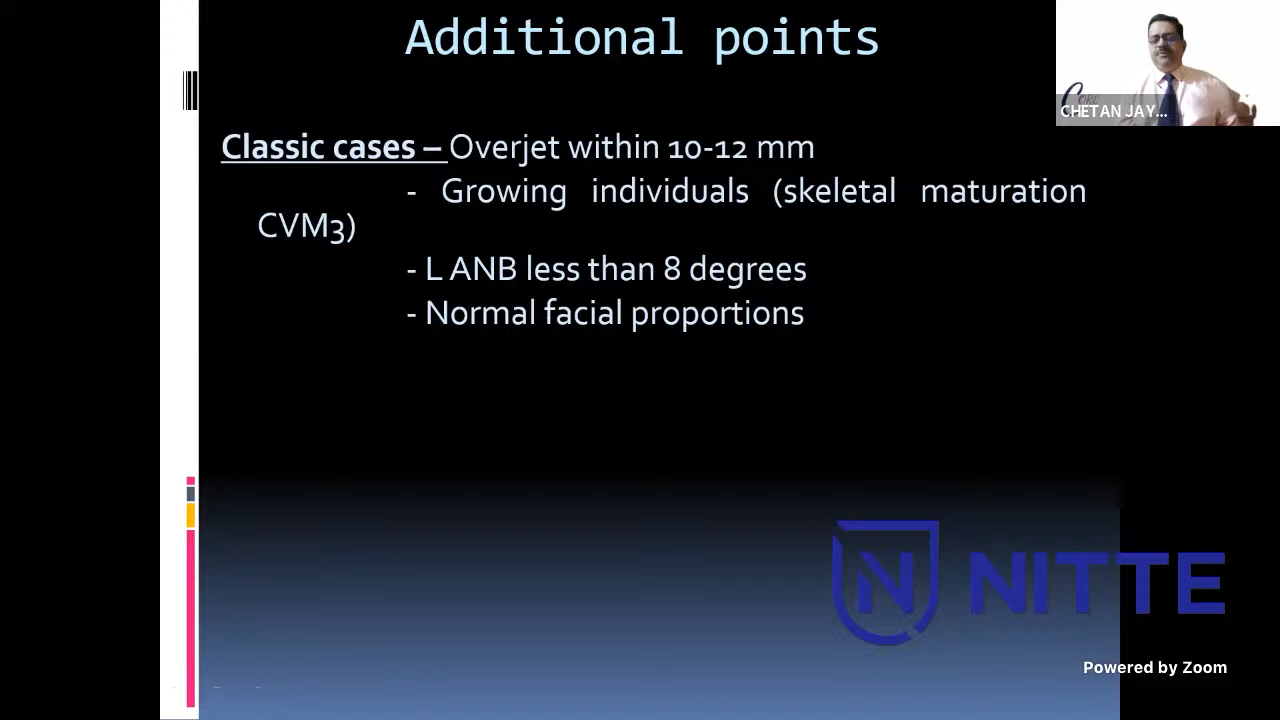 Additional points
CHETAN JAY...
Classic cases – Overjet within 10-12 mm
- Growing individuals (skeletal maturation
CVM3)
- L ANB less than 8 degrees
- Normal facial proportions
N NITTE
Powered by Zoom